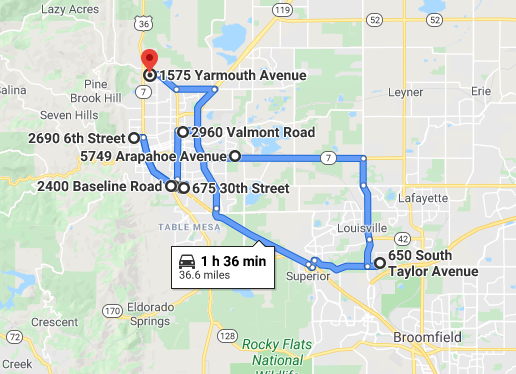 Lazy Acres
36
119
52
52
1575 Yarmouth Avenue
Pine
Brook Hill
7
Leyner
Erie
Salina
Seven Hills
2690 6th Street
2960 Valmont Road
5749 Arapahoe Avenue
7
2400 Baseline Road
675 30th Street
Lafayette
TABLE MESA
Louisville
42
1 h 36 min
36.6 miles
650 South
Taylor Avenue
Superior
Eldorado
Springs
170
Crescent
72
128
Broomfield
Rocky Flats
National
Wildlife
Creek